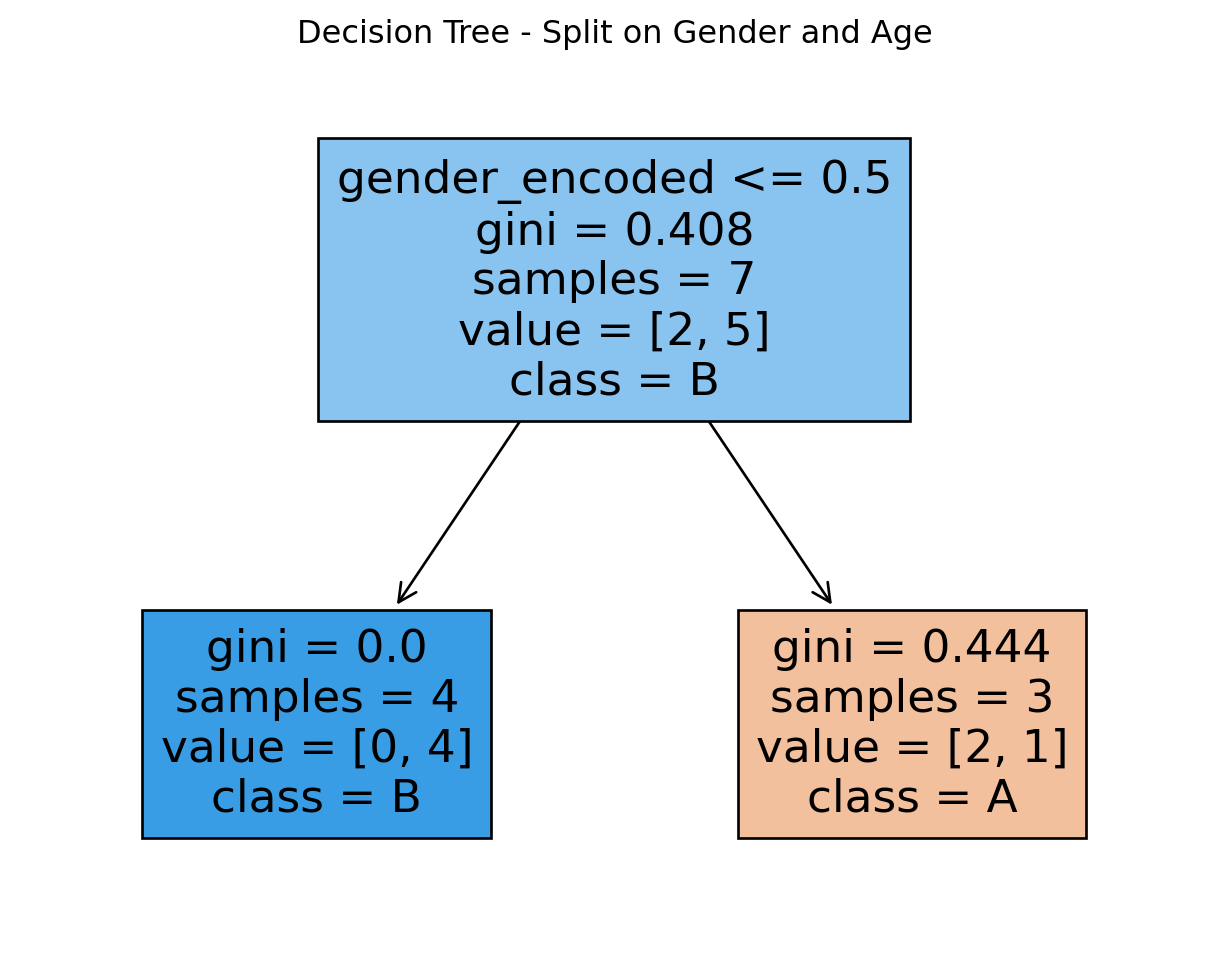 Decision Tree - Split on Gender and Age
gender_encoded <= 0.5
gini = 0.408
samples = 7
value = [2, 5]
class = B
gini = 0.0
samples = 4
value = [0, 4]
class = B
gini = 0.444
samples = 3
value = [2, 1]
class = A